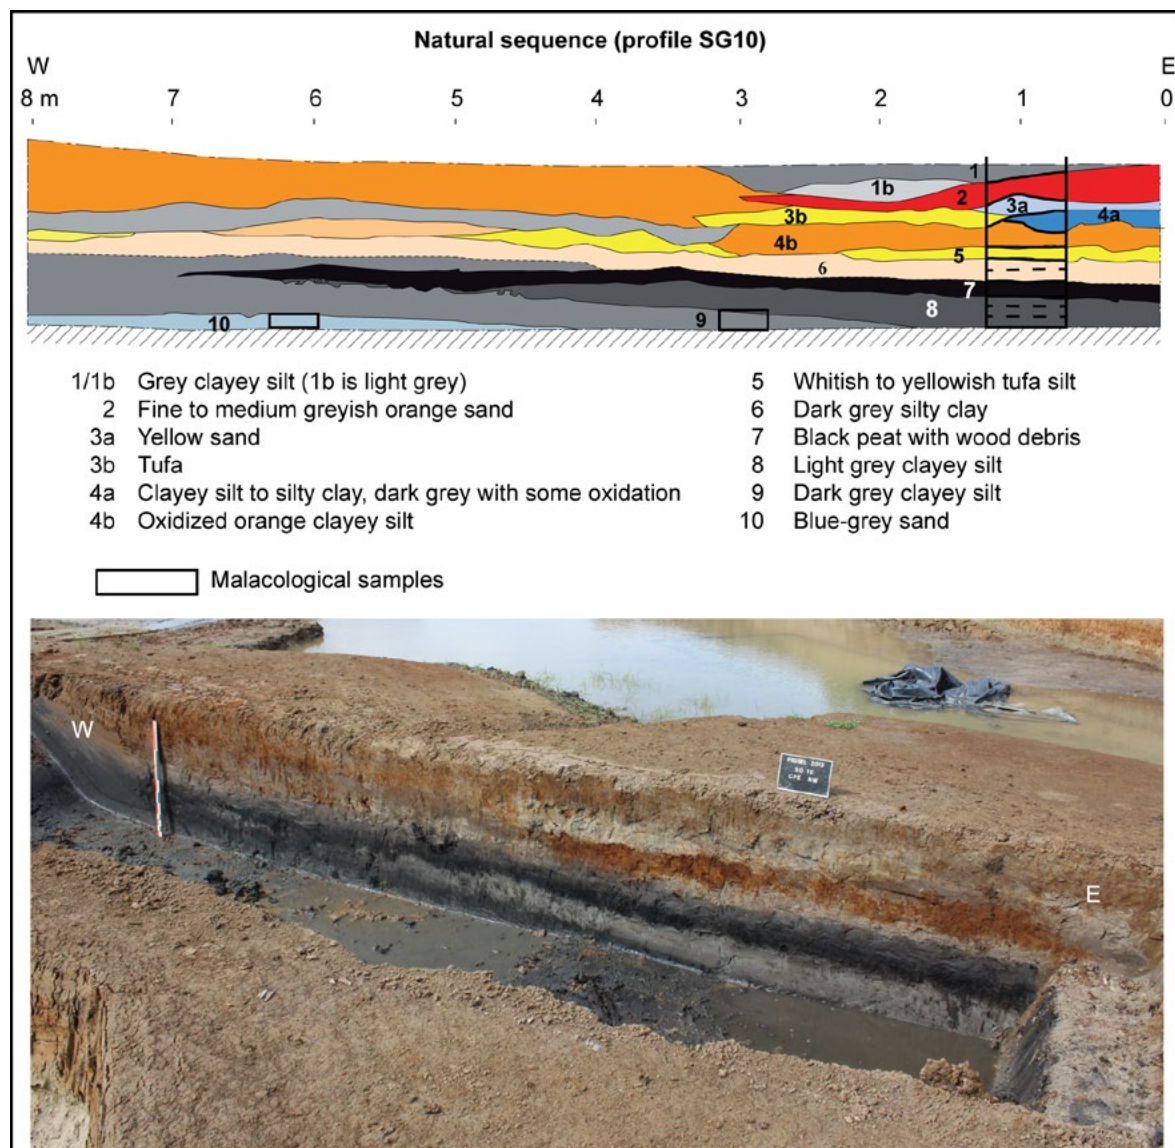 Natural sequence (profile SG10)
W E
8 m 7 6 5 4 3 2 1 0
1
1b
2
3a
3b
4a
4b
5
6
7
8
9
10
1/1b Grey clayey silt (1b is light grey)
2 Fine to medium greyish orange sand
3a Yellow sand
3b Tufa
4a Clayey silt to silty clay, dark grey with some oxidation
4b Oxidized orange clayey silt
5 Whitish to yellowish tufa silt
6 Dark grey silty clay
7 Black peat with wood debris
8 Light grey clayey silt
9 Dark grey clayey silt
10 Blue-grey sand
Malacological samples
W
SG 10
E